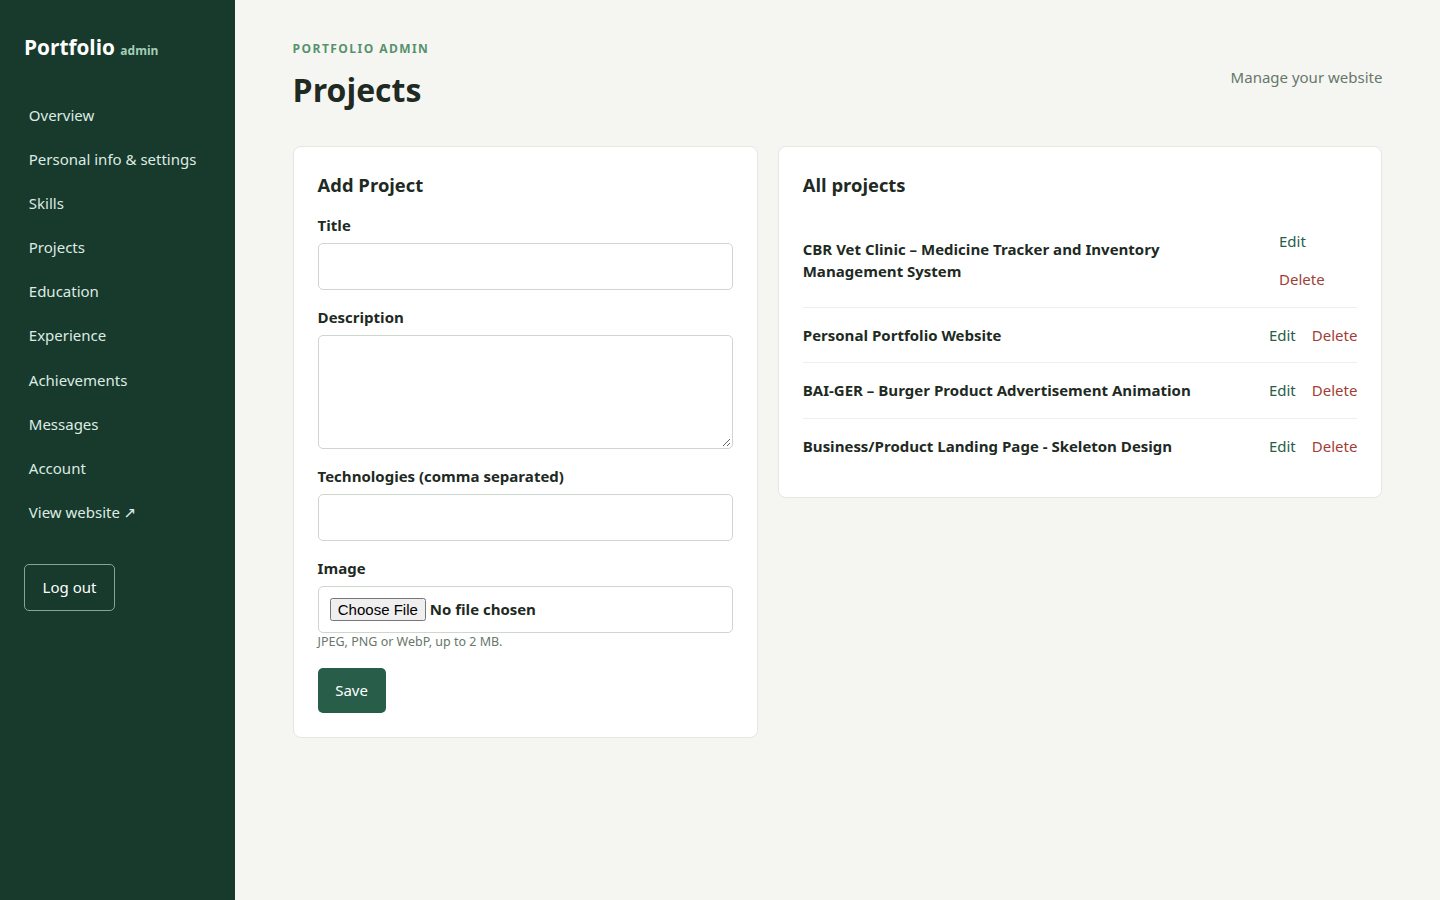 Portfolio admin
Overview
Personal info & settings
Skills
Projects
Education
Experience
Achievements
Messages
Account
View website ↗
Log out
PORTFOLIO ADMIN
Projects
Manage your website
Add Project
Title
Description
Technologies (comma separated)
Image
Choose File No file chosen
JPEG, PNG or WebP, up to 2 MB.
Save
All projects
CBR Vet Clinic – Medicine Tracker and Inventory
Management System
Edit
Delete
Personal Portfolio Website Edit Delete
BAI-GER – Burger Product Advertisement Animation Edit Delete
Business/Product Landing Page - Skeleton Design Edit Delete